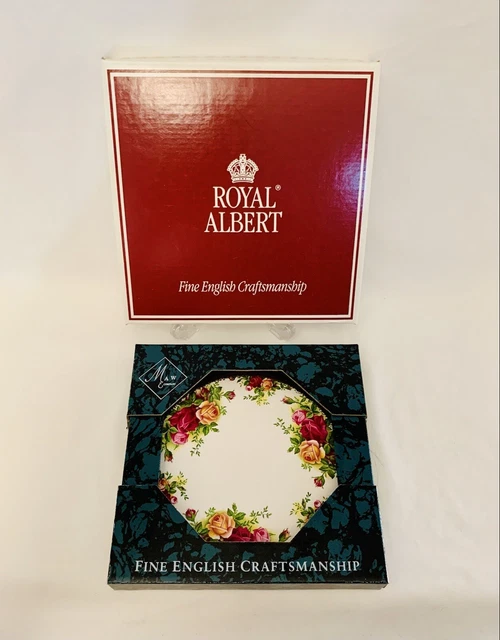 ROYAL®
ALBERT
Fine English Craftsmanship
M & W
FINE ENGLISH CRAFTSMANSHIP